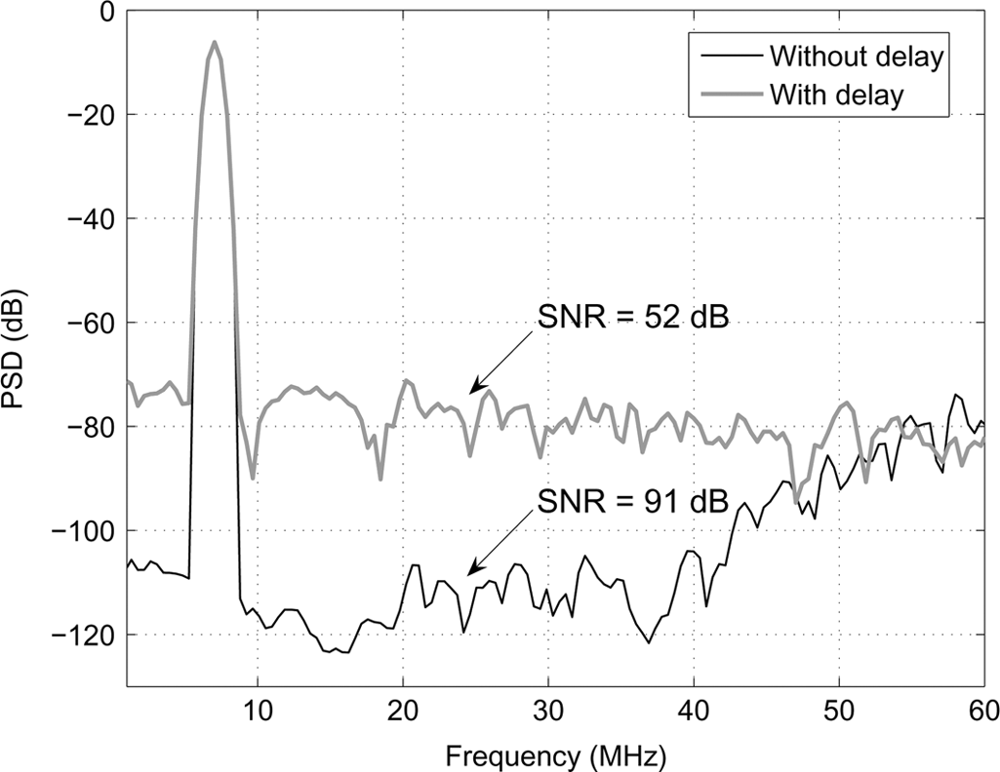 0
−20
−40
−60
−80
−100
−120
PSD (dB)
Without delay
With delay
SNR = 52 dB
SNR = 91 dB
10
20
30
40
50
60
Frequency (MHz)